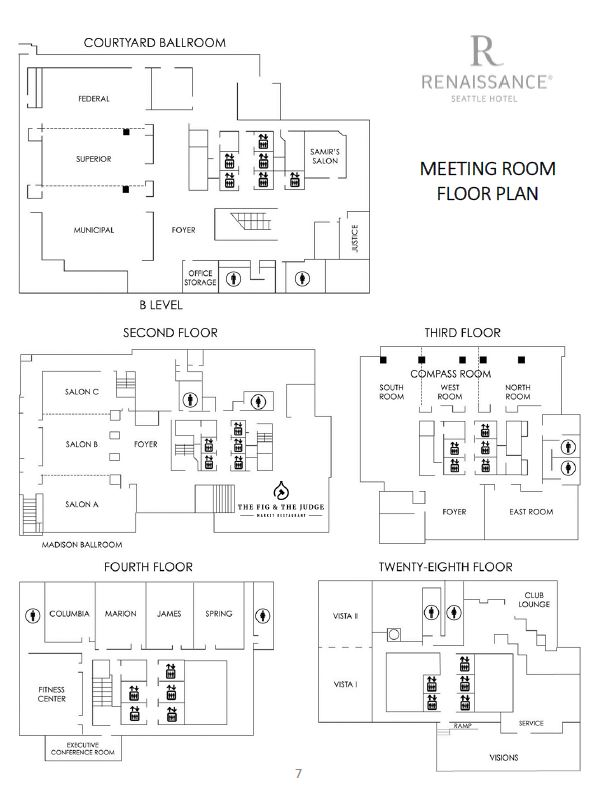 COURTYARD BALLROOM
R
RENAISSANCE®
SEATTLE HOTEL
MEETING ROOM
FLOOR PLAN
FEDERAL
SUPERIOR
SAMIR'S
SALON
MUNICIPAL
FOYER
JUSTICE
OFFICE
STORAGE
B LEVEL
SECOND FLOOR
SALON C
SALON B
FOYER
SALON A
THE FIG & THE JUDGE
MARKET RESTAURANT
MADISON BALLROOM
THIRD FLOOR
COMPASS ROOM
SOUTH
ROOM
WEST
ROOM
NORTH
ROOM
FOYER
EAST ROOM
FOURTH FLOOR
COLUMBIA
MARION
JAMES
SPRING
FITNESS
CENTER
EXECUTIVE
CONFERENCE ROOM
TWENTY-EIGHTH FLOOR
CLUB
LOUNGE
VISTA II
VISTA I
SERVICE
RAMP
VISIONS
7